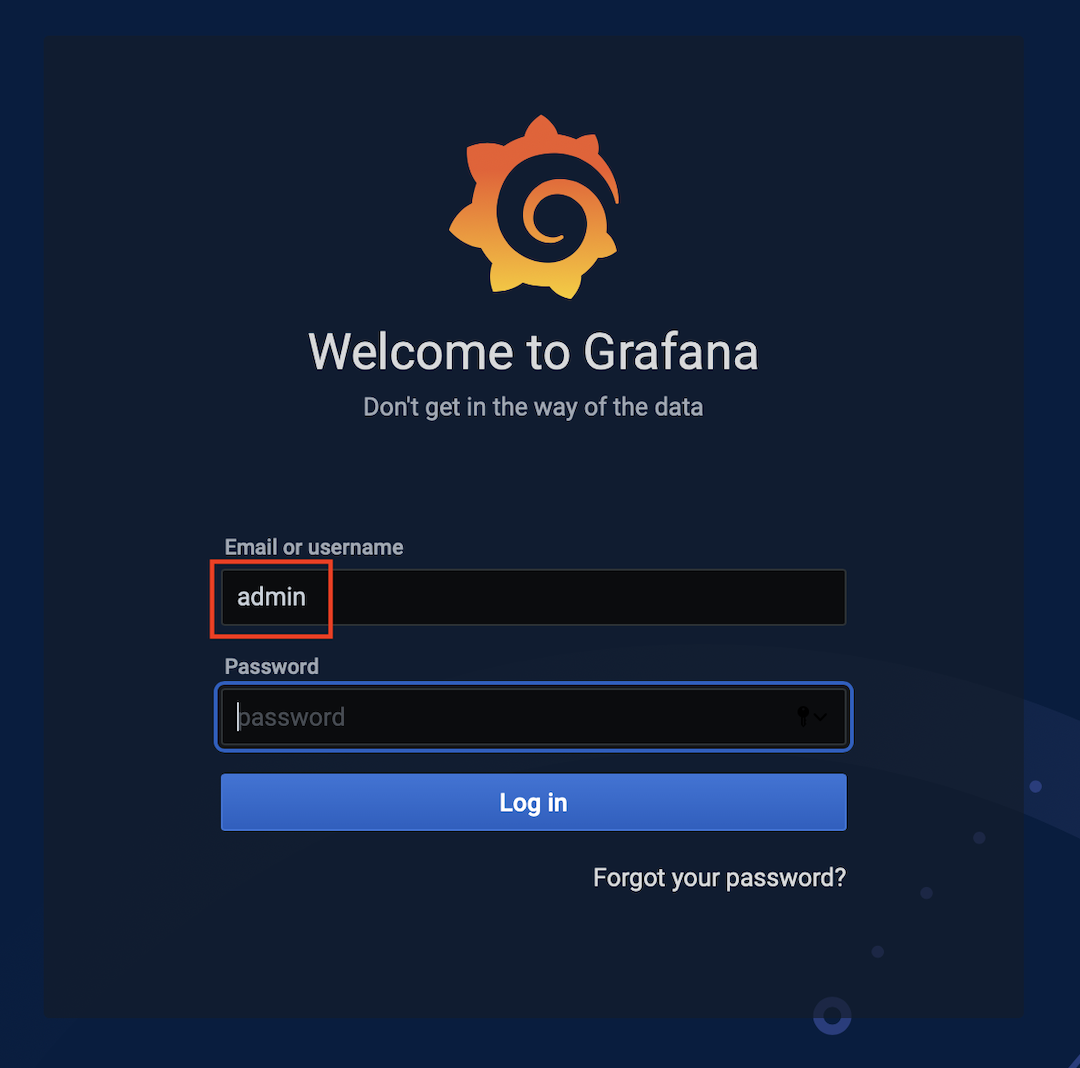 Welcome to Grafana
Don't get in the way of the data
Email or username
admin
Password
password
Log in
Forgot your password?